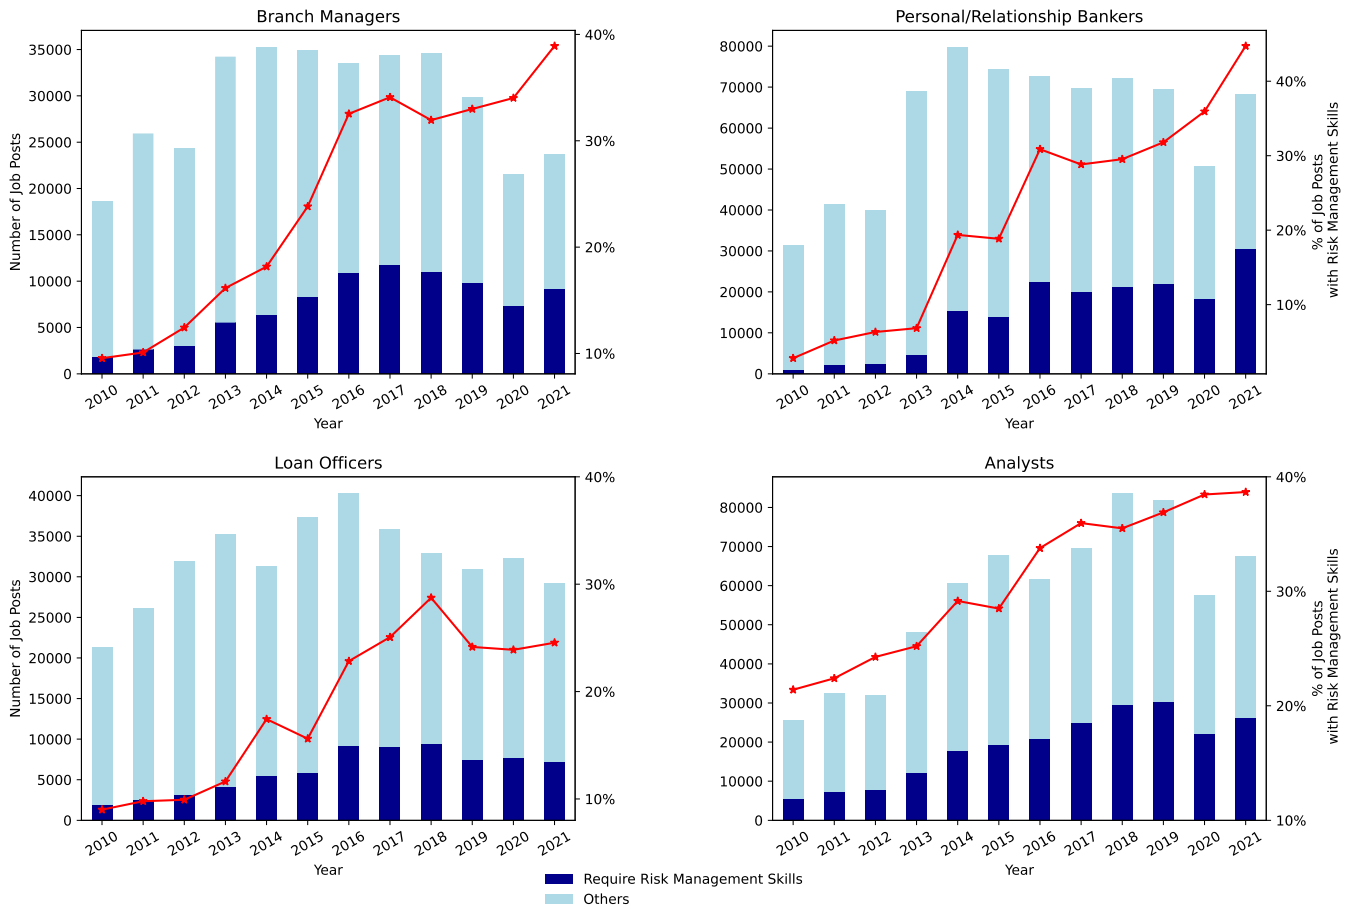 Branch Managers
Number of Job Posts
35000
30000
25000
20000
15000
10000
5000
0
40%
30%
20%
10%
2010 2011 2012 2013 2014 2015 2016 2017 2018 2019 2020 2021
Year
Personal/Relationship Bankers
80000
70000
60000
50000
40000
30000
20000
10000
0
40%
30%
20%
10%
% of Job Posts
with Risk Management Skills
2010 2011 2012 2013 2014 2015 2016 2017 2018 2019 2020 2021
Year
Loan Officers
Number of Job Posts
40000
35000
30000
25000
20000
15000
10000
5000
0
40%
30%
20%
10%
2010 2011 2012 2013 2014 2015 2016 2017 2018 2019 2020 2021
Year
Analysts
80000
70000
60000
50000
40000
30000
20000
10000
0
40%
30%
20%
10%
% of Job Posts
with Risk Management Skills
2010 2011 2012 2013 2014 2015 2016 2017 2018 2019 2020 2021
Year
Require Risk Management Skills
Others